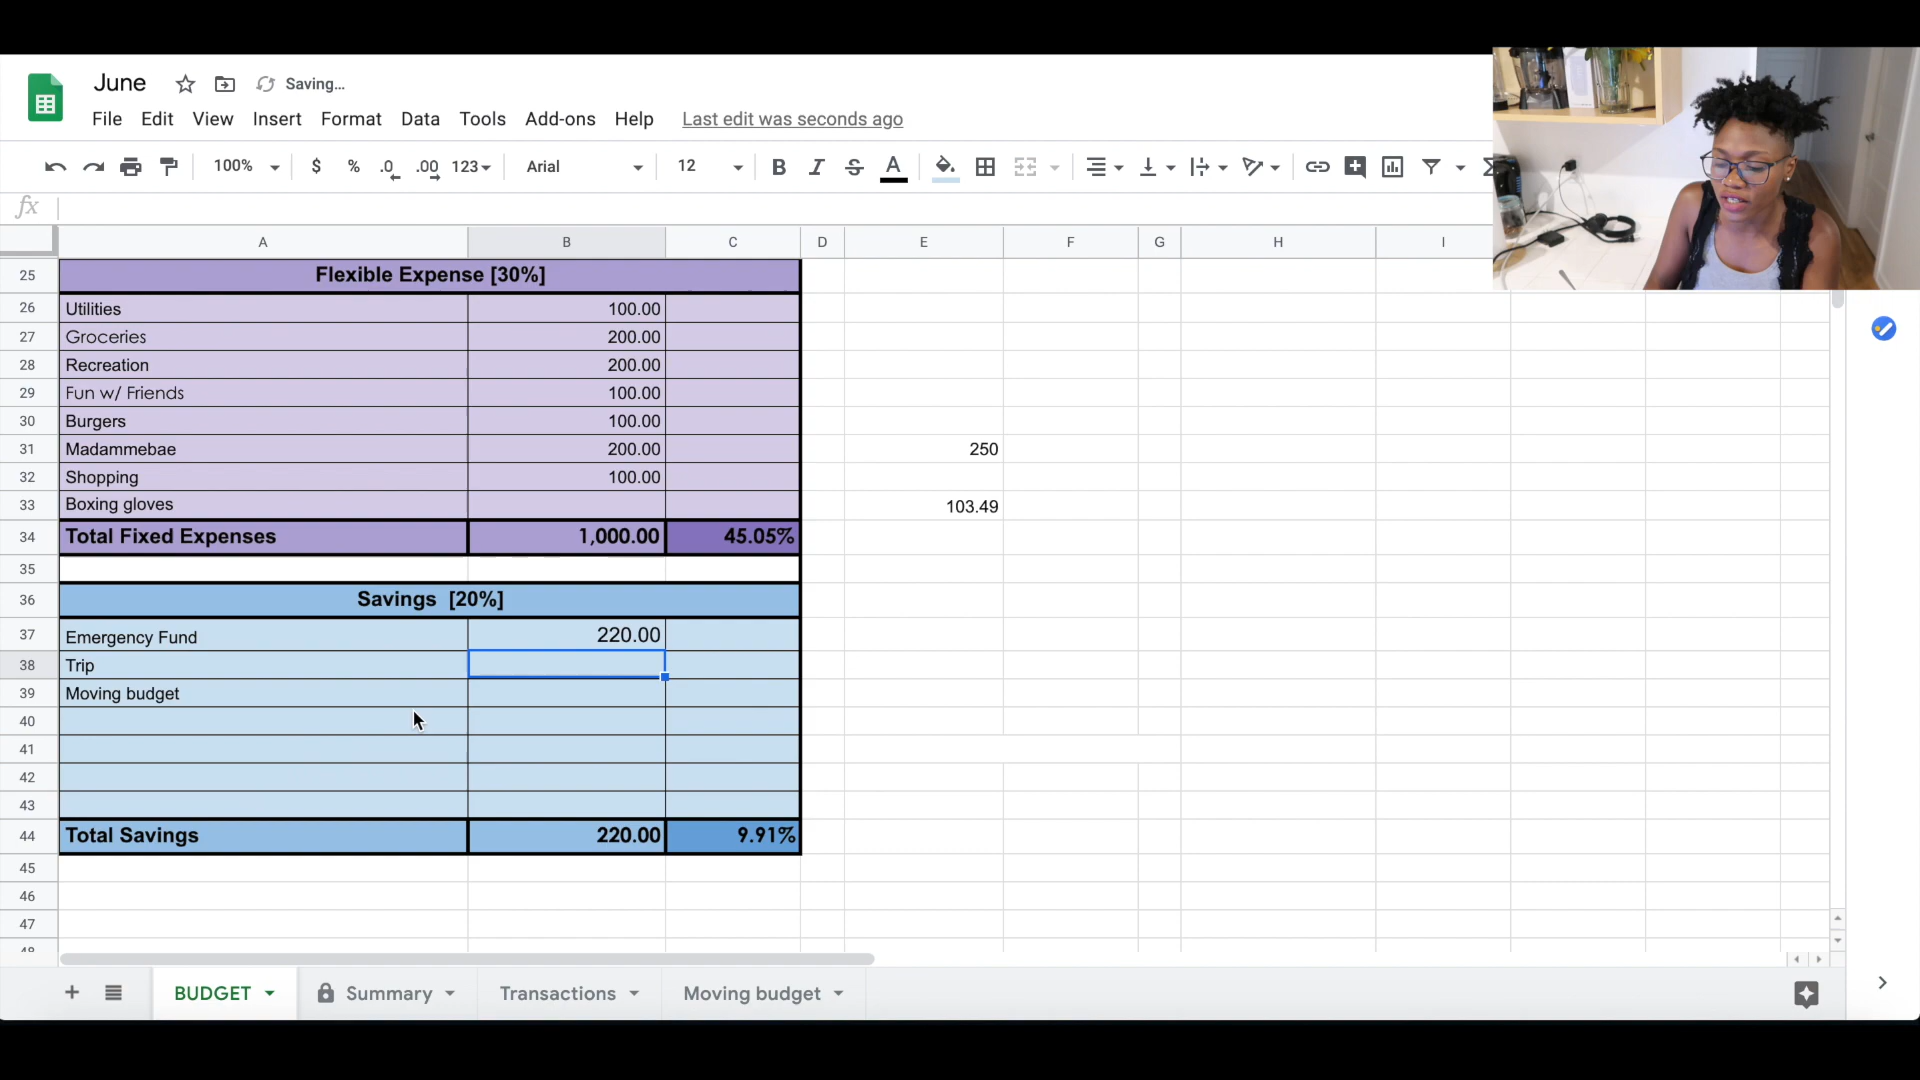 June Saving...
File Edit View Insert Format Data Tools Add-ons Help Last edit was seconds ago
100% $ % .0 .00 123 Arial 12 B I S A
fx
A B C D E F G H I
25 Flexible Expense [30%]
26 Utilities 100.00
27 Groceries 200.00
28 Recreation 200.00
29 Fun w/ Friends 100.00
30 Burgers 100.00
31 Madammebae 200.00 250
32 Shopping 100.00
33 Boxing gloves 103.49
34 Total Fixed Expenses 1,000.00 45.05%
35
36 Savings [20%]
37 Emergency Fund 220.00
38 Trip
39 Moving budget
40
41
42
43
44 Total Savings 220.00 9.91%
45
46
47
48
BUDGET Summary Transactions Moving budget